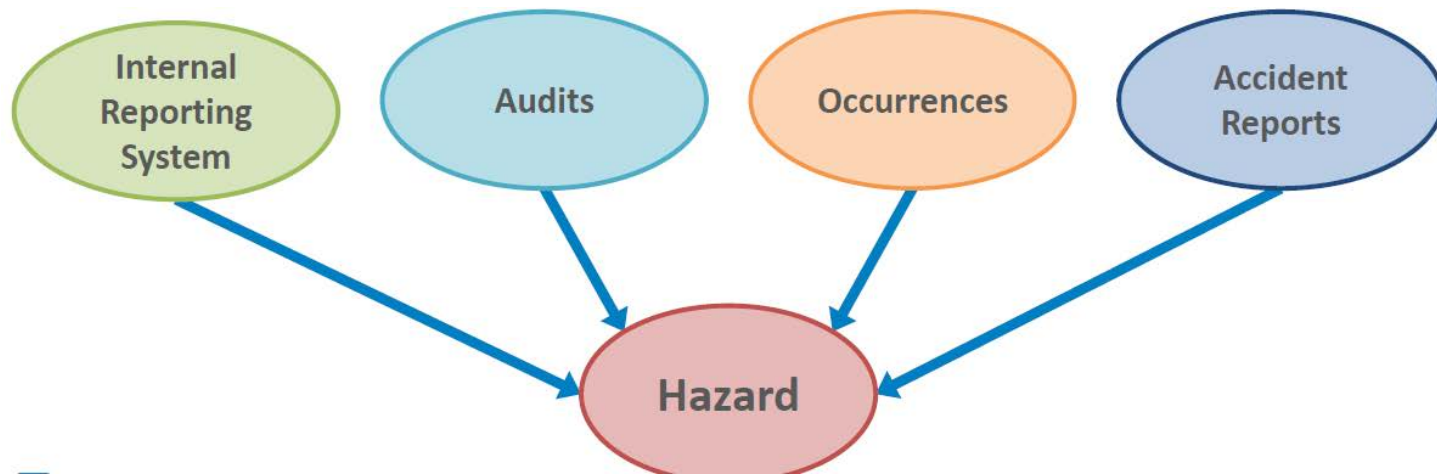 Internal
Reporting
System
Audits
Occurrences
Accident
Reports
Hazard